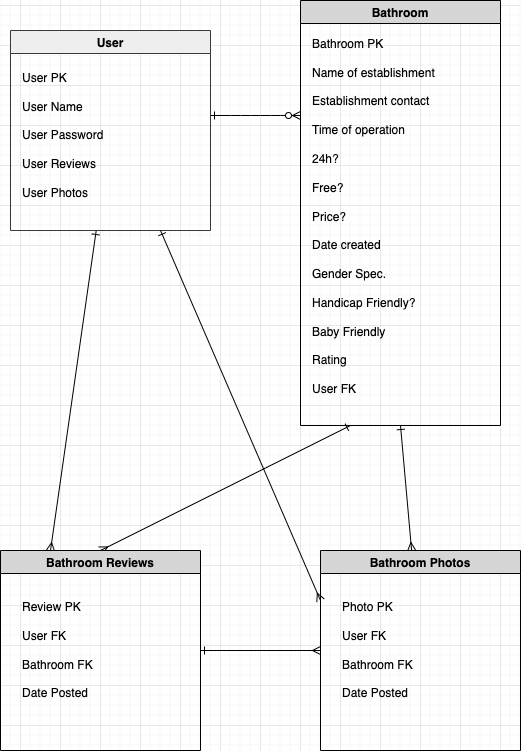 User
User PK
User Name
User Password
User Reviews
User Photos
Bathroom
Bathroom PK
Name of establishment
Establishment contact
Time of operation
24h?
Free?
Price?
Date created
Gender Spec.
Handicap Friendly?
Baby Friendly
Rating
User FK
Bathroom Reviews
Review PK
User FK
Bathroom FK
Date Posted
Bathroom Photos
Photo PK
User FK
Bathroom FK
Date Posted